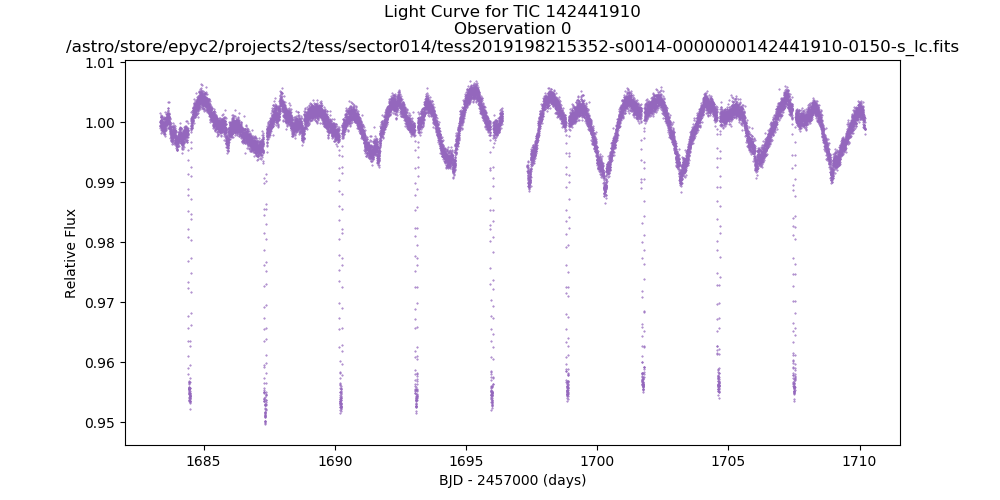 Light Curve for TIC 142441910
Observation 0
/astro/store/epyc2/projects2/tess/sector014/tess2019198215352-s0014-0000000142441910-0150-s_lc.fits
1.01
1.00
0.99
0.98
0.97
0.96
0.95
Relative Flux
1685
1690
1695
1700
1705
1710
BJD - 2457000 (days)